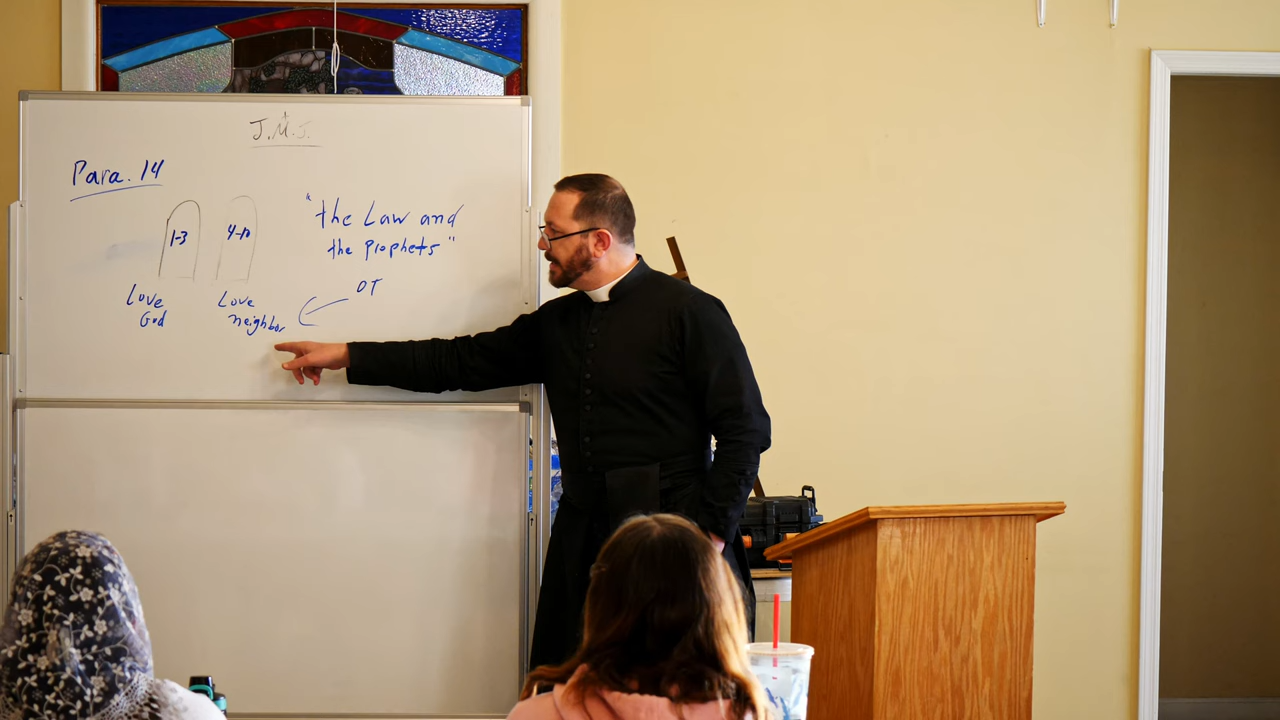 J.M.J.
Para. 14
1-3
4-10
"the Law and
the Prophets"
Love
God
Love
neighbor
OT